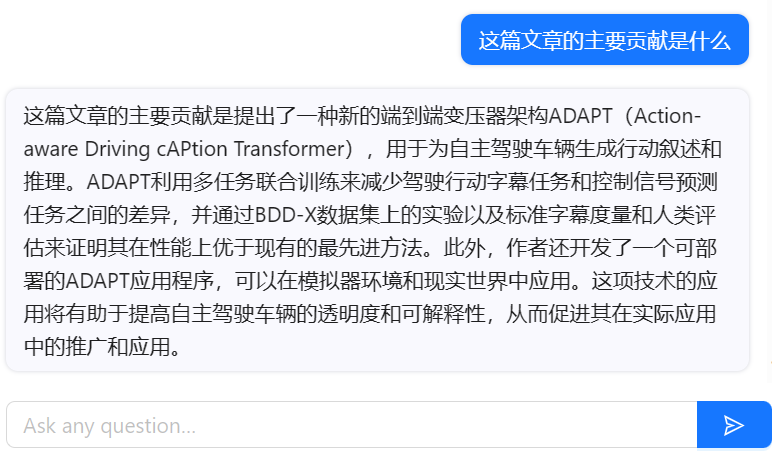 这篇文章的主要贡献是什么
这篇文章的主要贡献是提出了一种新的端到端变压器架构ADAPT（Action-
aware Driving cAPtion Transformer），用于为自主驾驶车辆生成行动叙述和
推理。ADAPT利用多任务联合训练来减少驾驶行动字幕任务和控制信号预测
任务之间的差异，并通过BDD-X数据集上的实验以及标准字幕度量和人类评
估来证明其在性能上优于现有的最先进方法。此外，作者还开发了一个可部
署的ADAPT应用程序，可以在模拟器环境和现实世界中应用。这项技术的应
用将有助于提高自主驾驶车辆的透明度和可解释性，从而促进其在实际应用
中的推广和应用。
Ask any question...